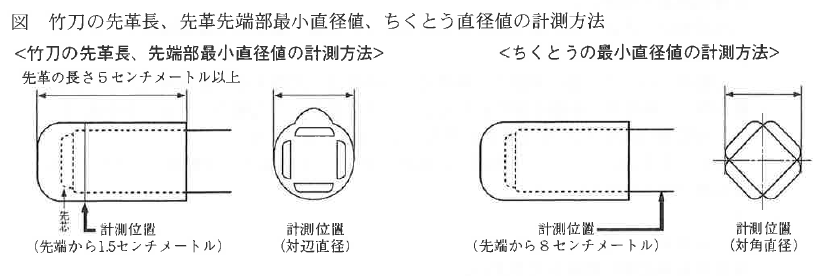 図　竹刀の先革長、先革先端部最小直径値、ちくとう直径値の計測方法
<竹刀の先革長、先端部最小直径値の計測方法>
先革の長さ５センチメートル以上
先芯
計測位置
（先端から1.5センチメートル）
計測位置
（対辺直径）
<ちくとうの最小直径値の計測方法>
計測位置
（先端から８センチメートル）
計測位置
（対角直径）